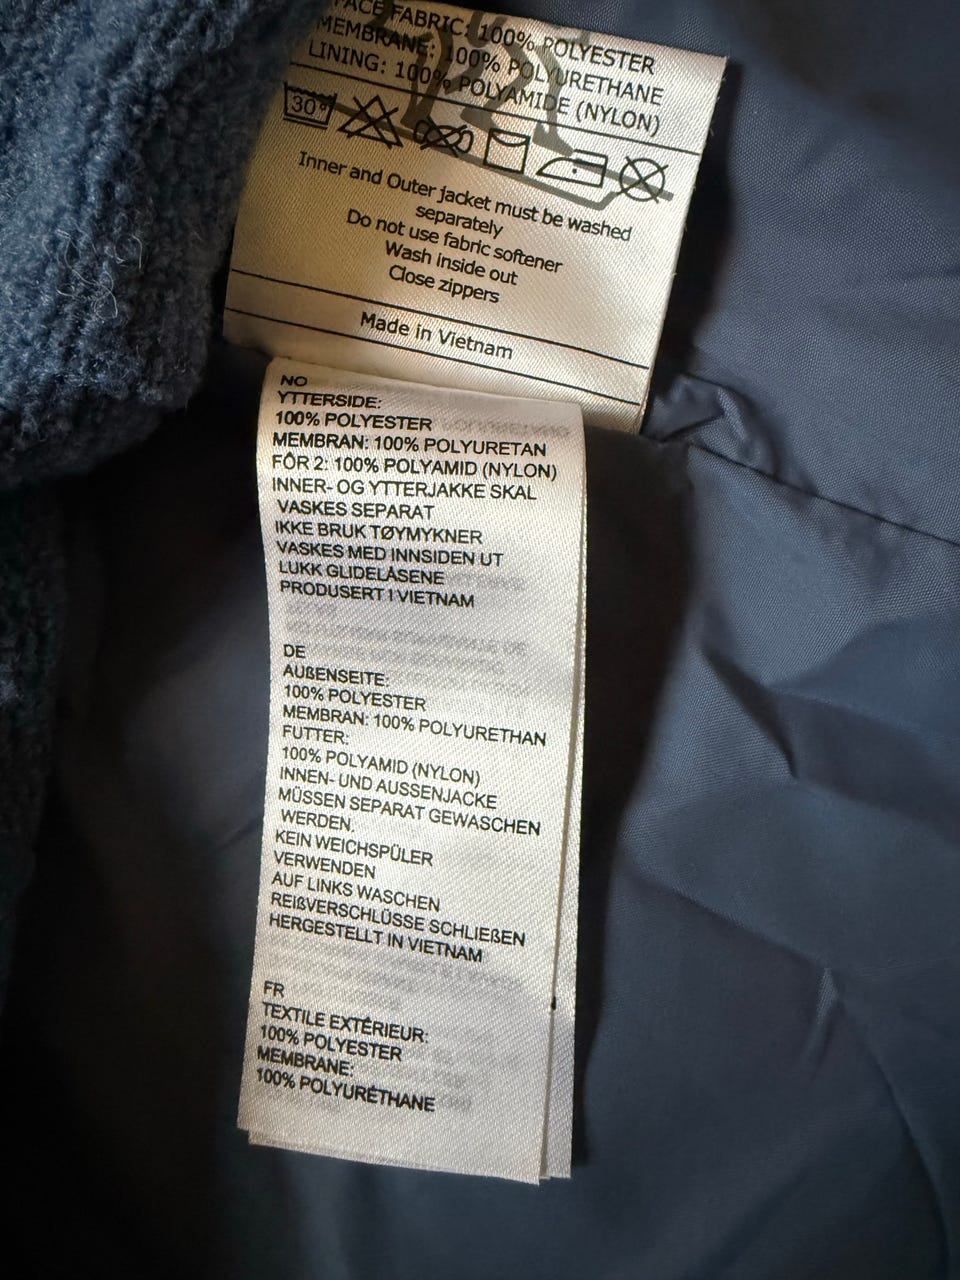 FACE FABRIC: 100% POLYESTER
MEMBRANE: 100% POLYURETHANE
LINING: 100% POLYAMIDE (NYLON)
30°
Inner and Outer jacket must be washed
separately
Do not use fabric softener
Wash inside out
Close zippers
Made in Vietnam
NO
YTTERSIDE:
100% POLYESTER
MEMBRAN: 100% POLYURETAN
FÔR 2: 100% POLYAMID (NYLON)
INNER- OG YTTERJAKKE SKAL
VASKES SEPARAT
IKKE BRUK TØYMYKNER
VASKES MED INNSIDEN UT
LUKK GLIDELÅSENE
PRODUSERT I VIETNAM
DE
AUßENSEITE:
100% POLYESTER
MEMBRAN: 100% POLYURETHAN
FUTTER:
100% POLYAMID (NYLON)
INNEN- UND AUSSENJACKE
MÜSSEN SEPARAT GEWASCHEN
WERDEN.
KEIN WEICHSPÜLER
VERWENDEN
AUF LINKS WASCHEN
REIßVERSCHLÜSSE SCHLIEßEN
HERGESTELLT IN VIETNAM
FR
TEXTILE EXTÉRIEUR:
100% POLYESTER
MEMBRANE:
100% POLYURÉTHANE